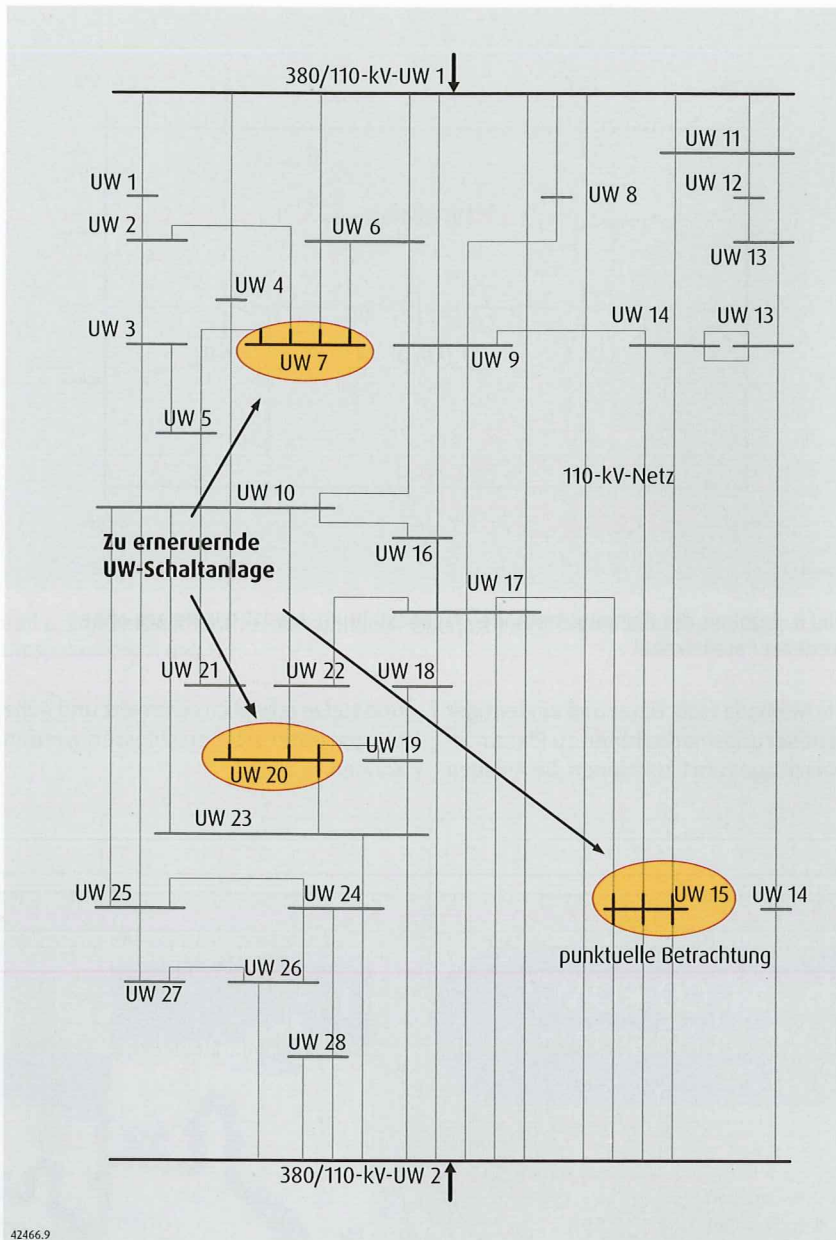 380/110-kV-UW 1
UW 11
UW 1
UW 8
UW 12
UW 2
UW 6
UW 13
UW 4
UW 3
UW 14
UW 13
UW 7
UW 9
UW 5
110-kV-Netz
UW 10
Zu erneruernde
UW-Schaltanlage
UW 16
UW 17
UW 21
UW 22
UW 18
UW 19
UW 20
UW 23
UW 25
UW 24
UW 15
UW 14
punktuelle Betrachtung
UW 26
UW 27
UW 28
380/110-kV-UW 2
42466.9